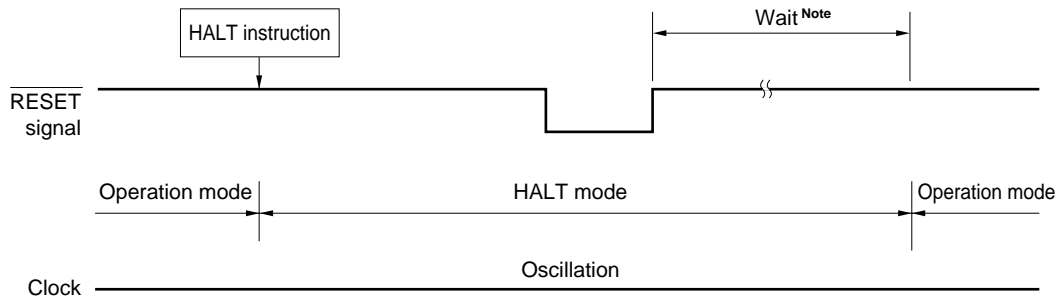 Wait Note
HALT instruction
RESET
signal
Operation mode
HALT mode
Operation mode
Oscillation
Clock